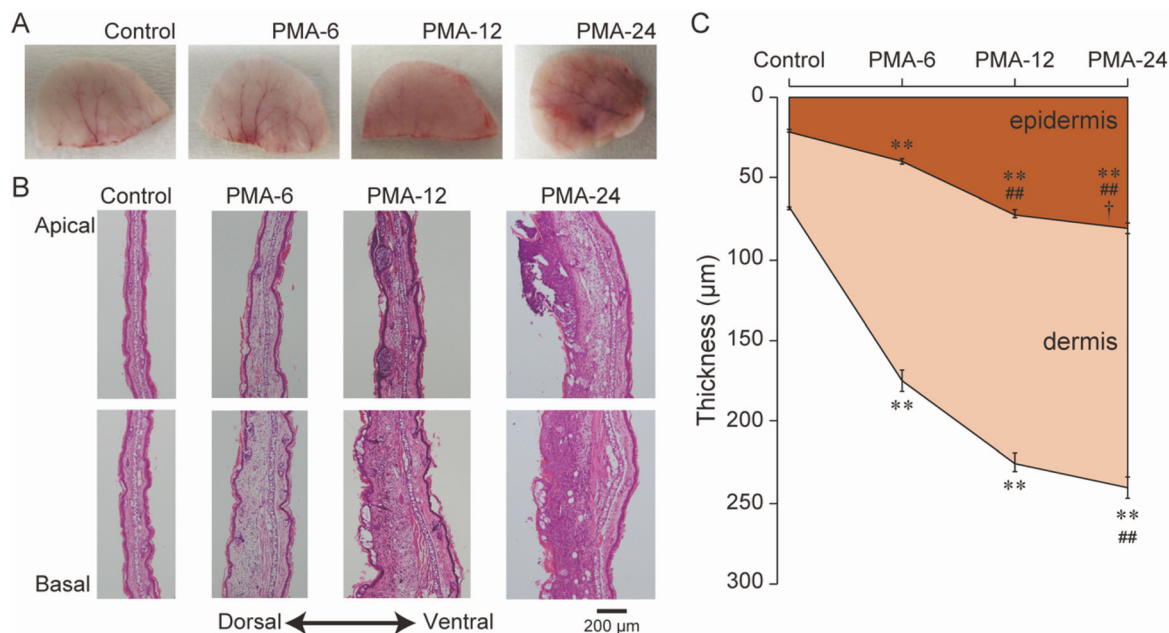 A
Control PMA-6 PMA-12 PMA-24
B
Control PMA-6 PMA-12 PMA-24
Apical
Basal
Dorsal Ventral
200 µm
C
Control PMA-6 PMA-12 PMA-24
Thickness (µm)
0
50
100
150
200
250
300
epidermis
dermis
**
**
##
**
##
†
**
**
**
##